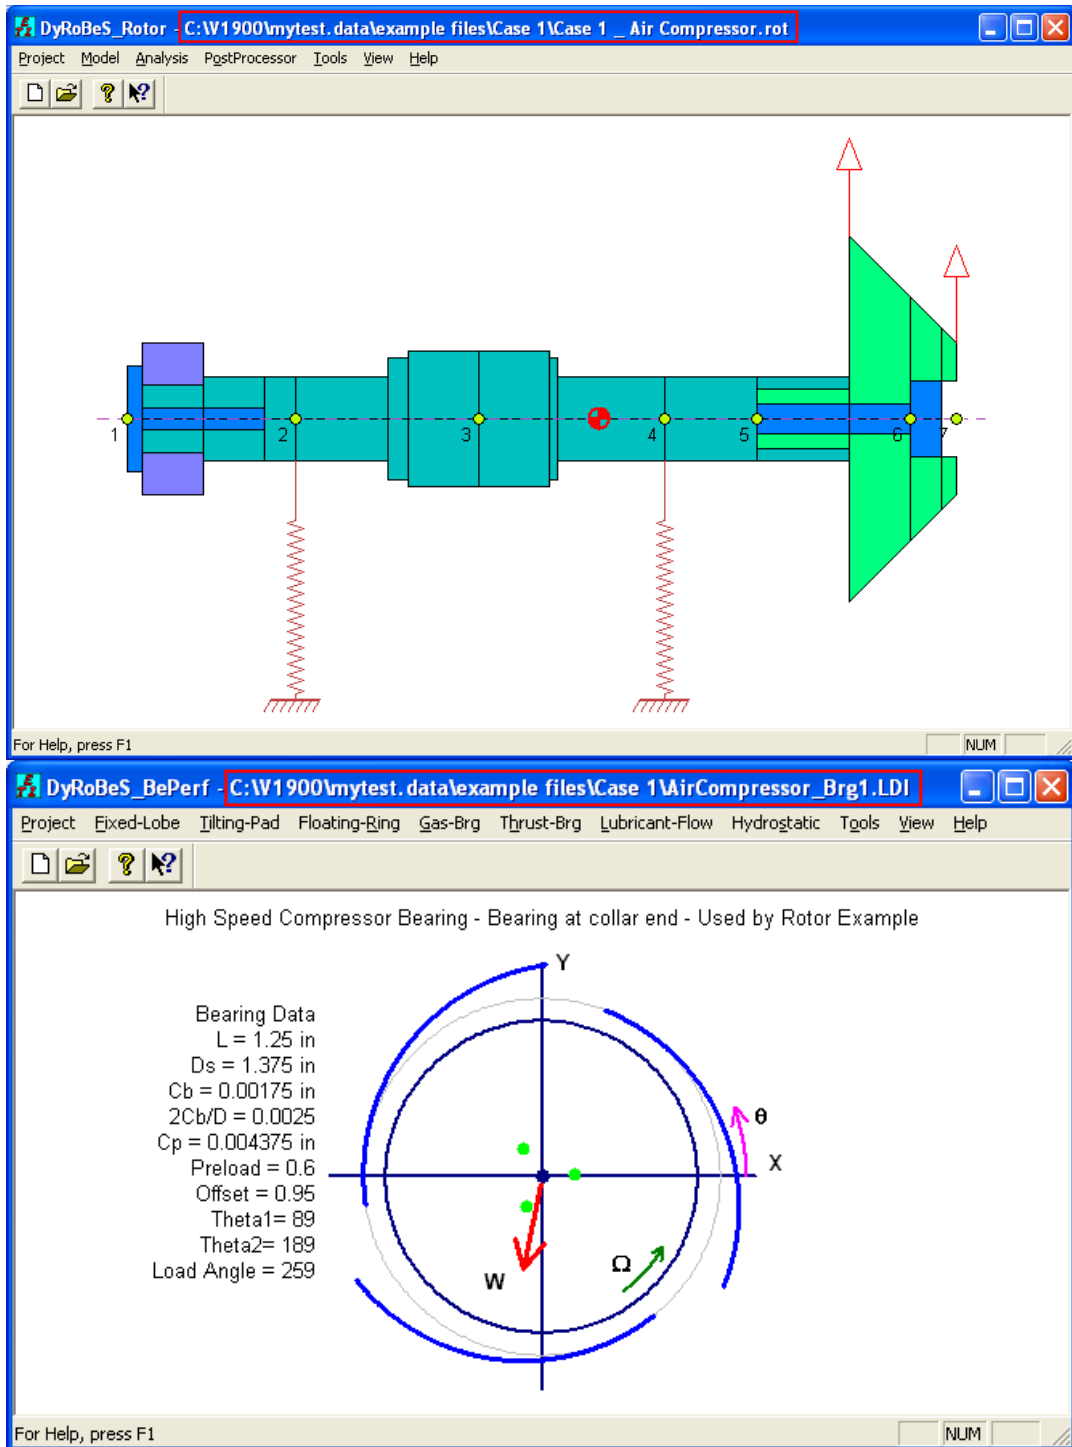 DyRoBeS_Rotor - C:\V1900\mytest.data\example files\Case 1\Case 1 _ Air Compressor.rot
Project Model Analysis PostProcessor Tools View Help
1 2 3 4 5 6 7
For Help, press F1 NUM
DyRoBeS_BePerf - C:\V1900\mytest.data\example files\Case 1\AirCompressor_Brg1.LDI
Project Fixed-Lobe Tilting-Pad Floating-Ring Gas-Brg Thrust-Brg Lubricant-Flow Hydrostatic Tools View Help
High Speed Compressor Bearing - Bearing at collar end - Used by Rotor Example
Y
Bearing Data
L = 1.25 in
Ds = 1.375 in
Cb = 0.00175 in
2Cb/D = 0.0025
θ
Cp = 0.004375 in
X
Preload = 0.6
Offset = 0.95
Theta1= 89
Theta2= 189
Ω
Load Angle = 259
W
For Help, press F1 NUM